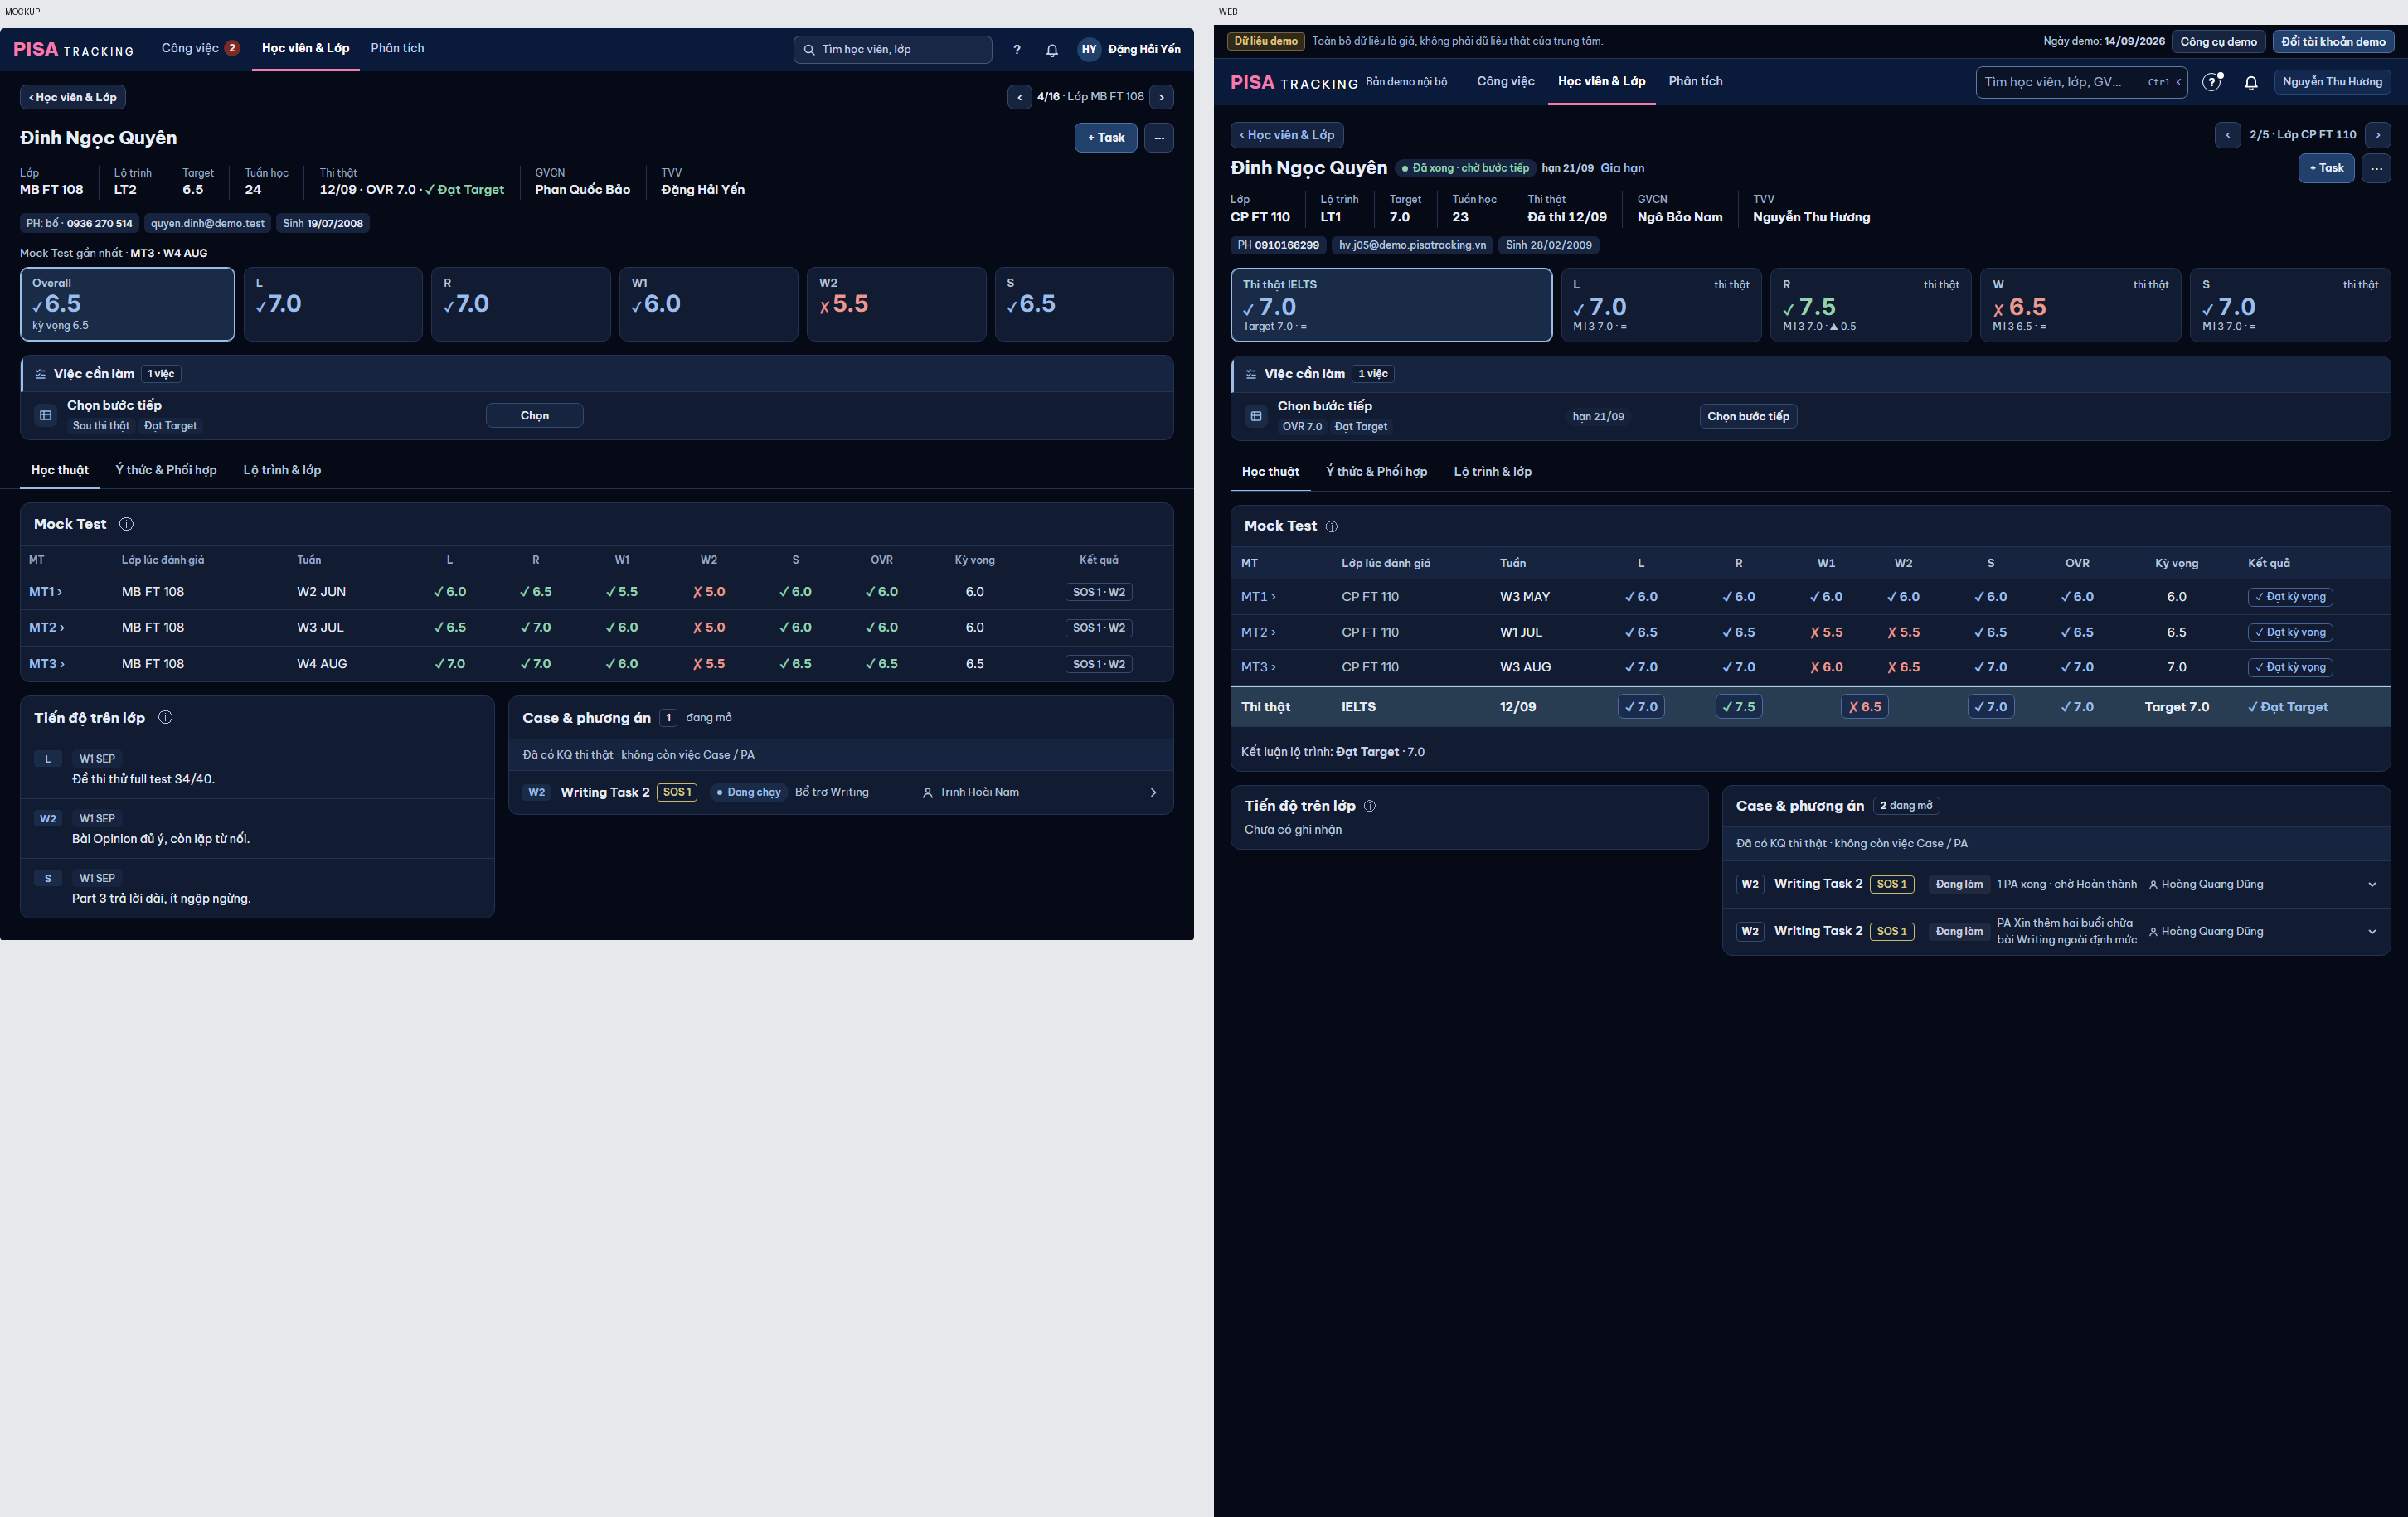 MOCKUP
PISA TRACKING Công việc 2 Học viên & Lớp Phân tích Tìm học viên, lớp ? HY Đặng Hải Yến
‹ Học viên & Lớp ‹ 4/16 · Lớp MB FT 108 ›
Đinh Ngọc Quyên + Task ...
Lớp Lộ trình Target Tuần học Thi thật GVCN TVV
MB FT 108 LT2 6.5 24 12/09 · OVR 7.0 · ✓ Đạt Target Phan Quốc Bảo Đặng Hải Yến
PH: bố · 0936 270 514 quyen.dinh@demo.test Sinh 19/07/2008
Mock Test gần nhất · MT3 · W4 AUG
Overall L R W1 W2 S
✓6.5 ✓7.0 ✓7.0 ✓6.0 ✗5.5 ✓6.5
kỳ vọng 6.5
Việc cần làm 1 việc
Chọn bước tiếp
Sau thi thật Đạt Target Chọn
Học thuật Ý thức & Phối hợp Lộ trình & lớp
Mock Test ⓘ
MT Lớp lúc đánh giá Tuần L R W1 W2 S OVR Kỳ vọng Kết quả
MT1 › MB FT 108 W2 JUN ✓ 6.0 ✓ 6.5 ✓ 5.5 ✗ 5.0 ✓ 6.0 ✓ 6.0 6.0 SOS 1 · W2
MT2 › MB FT 108 W3 JUL ✓ 6.5 ✓ 7.0 ✓ 6.0 ✗ 5.0 ✓ 6.0 ✓ 6.0 6.0 SOS 1 · W2
MT3 › MB FT 108 W4 AUG ✓ 7.0 ✓ 7.0 ✓ 6.0 ✗ 5.5 ✓ 6.5 ✓ 6.5 6.5 SOS 1 · W2
Tiến độ trên lớp ⓘ
L W1 SEP
Đề thi thử full test 34/40.
W2 W1 SEP
Bài Opinion đủ ý, còn lặp từ nối.
S W1 SEP
Part 3 trả lời dài, ít ngập ngừng.
Case & phương án 1 đang mở
Đã có KQ thi thật · không còn việc Case / PA
W2 Writing Task 2 SOS 1 • Đang chạy Bổ trợ Writing Trịnh Hoài Nam ›
WEB
Dữ liệu demo Toàn bộ dữ liệu là giả, không phải dữ liệu thật của trung tâm. Ngày demo: 14/09/2026 Công cụ demo Đổi tài khoản demo
PISA TRACKING Bản demo nội bộ Công việc Học viên & Lớp Phân tích Tìm học viên, lớp, GV... Ctrl K ? Nguyễn Thu Hương
‹ Học viên & Lớp ‹ 2/5 · Lớp CP FT 110 ›
Đinh Ngọc Quyên • Đã xong · chờ bước tiếp hạn 21/09 Gia hạn + Task ...
Lớp Lộ trình Target Tuần học Thi thật GVCN TVV
CP FT 110 LT1 7.0 23 Đã thi 12/09 Ngô Bảo Nam Nguyễn Thu Hương
PH 0910166299 hv.j05@demo.pisatracking.vn Sinh 28/02/2009
Thi thật IELTS L thi thật R thi thật W thi thật S thi thật
✓ 7.0 ✓ 7.0 ✓ 7.5 ✗ 6.5 ✓ 7.0
Target 7.0 · = MT3 7.0 · = MT3 7.0 · ▲ 0.5 MT3 6.5 · = MT3 7.0 · =
Việc cần làm 1 việc
Chọn bước tiếp
OVR 7.0 Đạt Target hạn 21/09 Chọn bước tiếp
Học thuật Ý thức & Phối hợp Lộ trình & lớp
Mock Test ⓘ
MT Lớp lúc đánh giá Tuần L R W1 W2 S OVR Kỳ vọng Kết quả
MT1 › CP FT 110 W3 MAY ✓ 6.0 ✓ 6.0 ✓ 6.0 ✓ 6.0 ✓ 6.0 ✓ 6.0 6.0 ✓ Đạt kỳ vọng
MT2 › CP FT 110 W1 JUL ✓ 6.5 ✓ 6.5 ✗ 5.5 ✗ 5.5 ✓ 6.5 ✓ 6.5 6.5 ✓ Đạt kỳ vọng
MT3 › CP FT 110 W3 AUG ✓ 7.0 ✓ 7.0 ✗ 6.0 ✗ 6.5 ✓ 7.0 ✓ 7.0 7.0 ✓ Đạt kỳ vọng
Thi thật IELTS 12/09 ✓ 7.0 ✓ 7.5 ✗ 6.5 ✓ 7.0 ✓ 7.0 Target 7.0 ✓ Đạt Target
Kết luận lộ trình: Đạt Target · 7.0
Tiến độ trên lớp ⓘ
Chưa có ghi nhận
Case & phương án 2 đang mở
Đã có KQ thi thật · không còn việc Case / PA
W2 Writing Task 2 SOS 1 Đang làm 1 PA xong · chờ Hoàn thành Hoàng Quang Dũng
W2 Writing Task 2 SOS 1 Đang làm PA Xin thêm hai buổi chữa bài Writing ngoài định mức Hoàng Quang Dũng